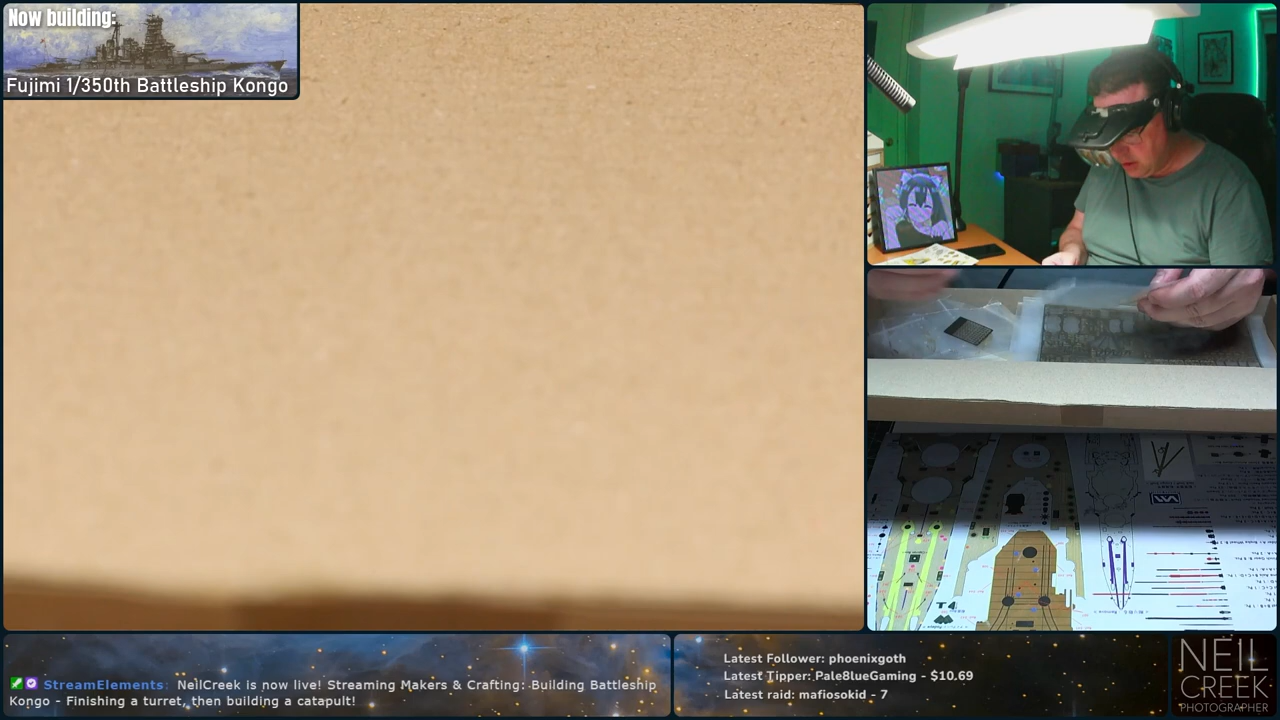 Now building:
Fujimi 1/350th Battleship Kongo
T4
StreamElements: NeilCreek is now live! Streaming Makers & Crafting: Building Battleship
Kongo - Finishing a turret, then building a catapult!
Latest Follower: phoenixgoth
Latest Tipper: Pale8lueGaming - $10.69
Latest raid: mafiosokid - 7
NEIL
CREEK
PHOTOGRAPHER